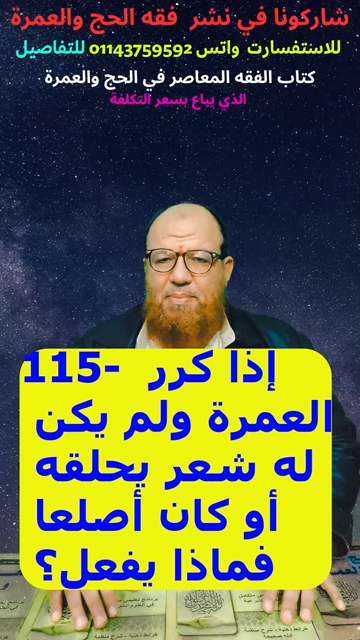 شاركونا في نشر فقه الحج والعمرة
للاستفسارت واتس 01143759592 للتفاصيل
كتاب الفقه المعاصر في الحج والعمرة
الذي يباع بسعر التكلفة
115- إذا كرر
العمرة ولم يكن
له شعر يحلقه
أو كان أصلعا
فماذا يفعل؟